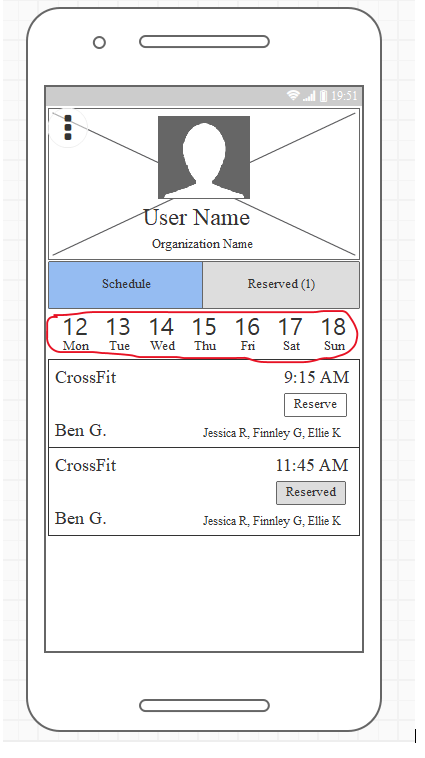 19:51
User Name
Organization Name
Schedule Reserved (1)
12 13 14 15 16 17 18
Mon Tue Wed Thu Fri Sat Sun
CrossFit 9:15 AM
Reserve
Ben G. Jessica R, Finnley G, Ellie K
CrossFit 11:45 AM
Reserved
Ben G. Jessica R, Finnley G, Ellie K